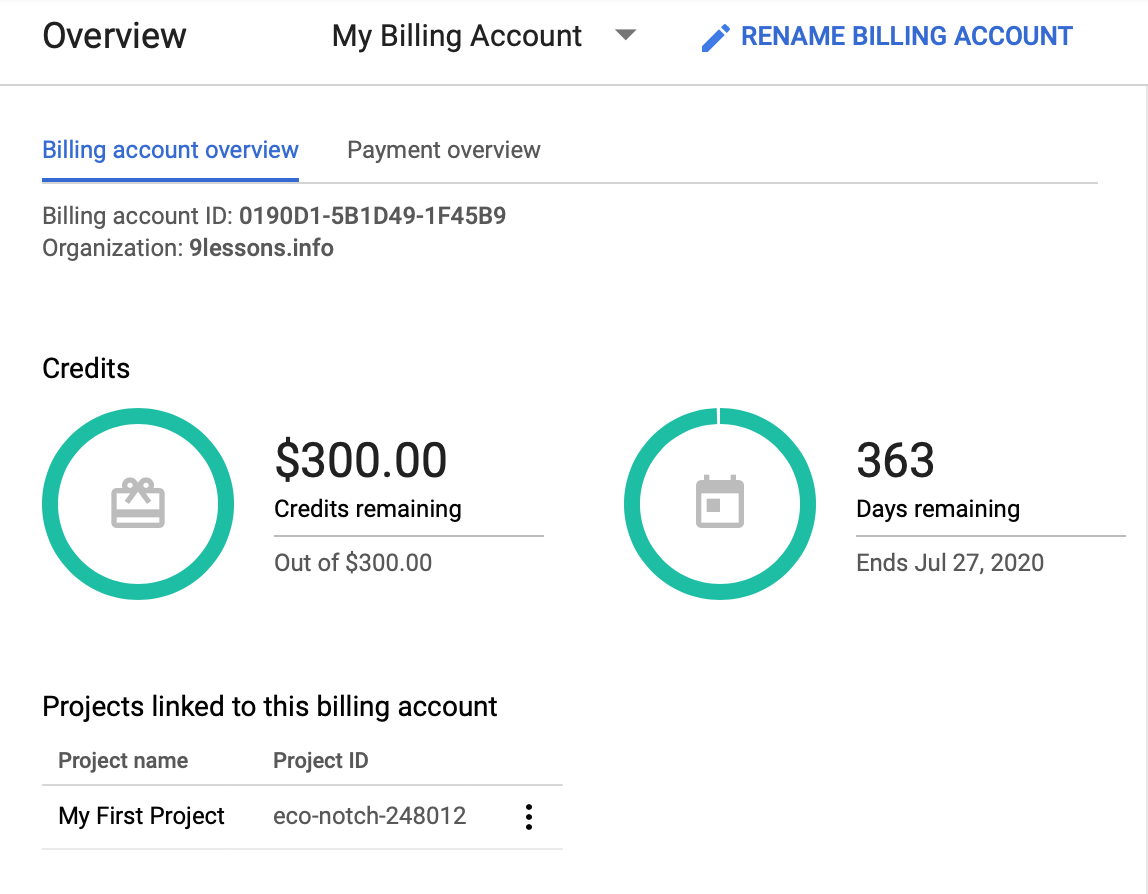 Overview My Billing Account RENAME BILLING ACCOUNT
Billing account overview Payment overview
Billing account ID: 0190D1-5B1D49-1F45B9
Organization: 9lessons.info
Credits
$300.00
Credits remaining
Out of $300.00
363
Days remaining
Ends Jul 27, 2020
Projects linked to this billing account
Project name Project ID
My First Project eco-notch-248012